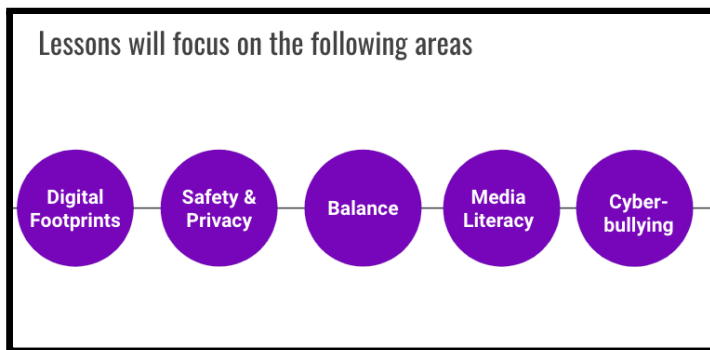 Lessons will focus on the following areas
Digital
Footprints
Safety &
Privacy
Balance
Media
Literacy
Cyber-
bullying